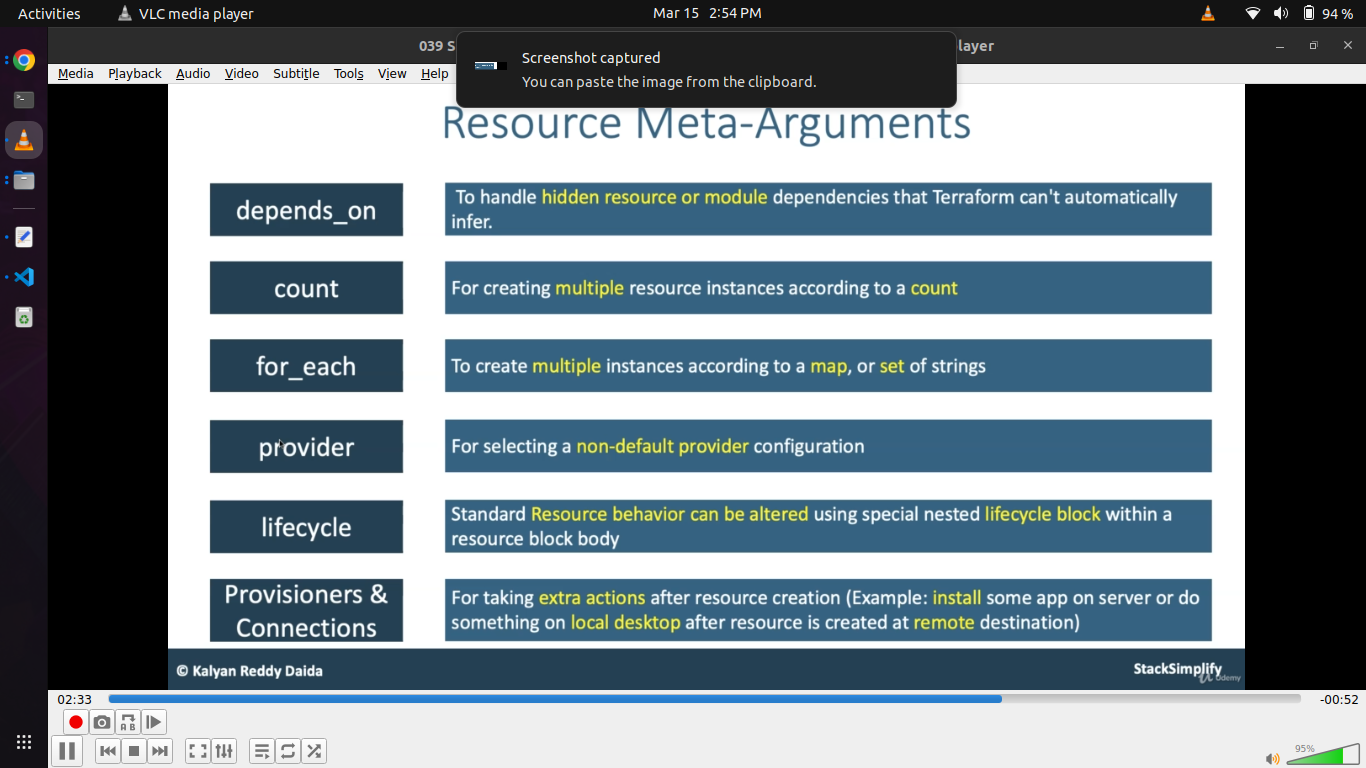 Activities VLC media player Mar 15 2:54 PM 94 %
039 S
layer
Screenshot captured
You can paste the image from the clipboard.
Media Playback Audio Video Subtitle Tools View Help
Resource Meta-Arguments
depends_on
To handle hidden resource or module dependencies that Terraform can't automatically
infer.
count
For creating multiple resource instances according to a count
for_each
To create multiple instances according to a map, or set of strings
provider
For selecting a non-default provider configuration
lifecycle
Standard Resource behavior can be altered using special nested lifecycle block within a
resource block body
Provisioners &
Connections
For taking extra actions after resource creation (Example: install some app on server or do
something on local desktop after resource is created at remote destination)
© Kalyan Reddy Daida
StackSimplify
Udemy
02:33 -00:52
A B
95%